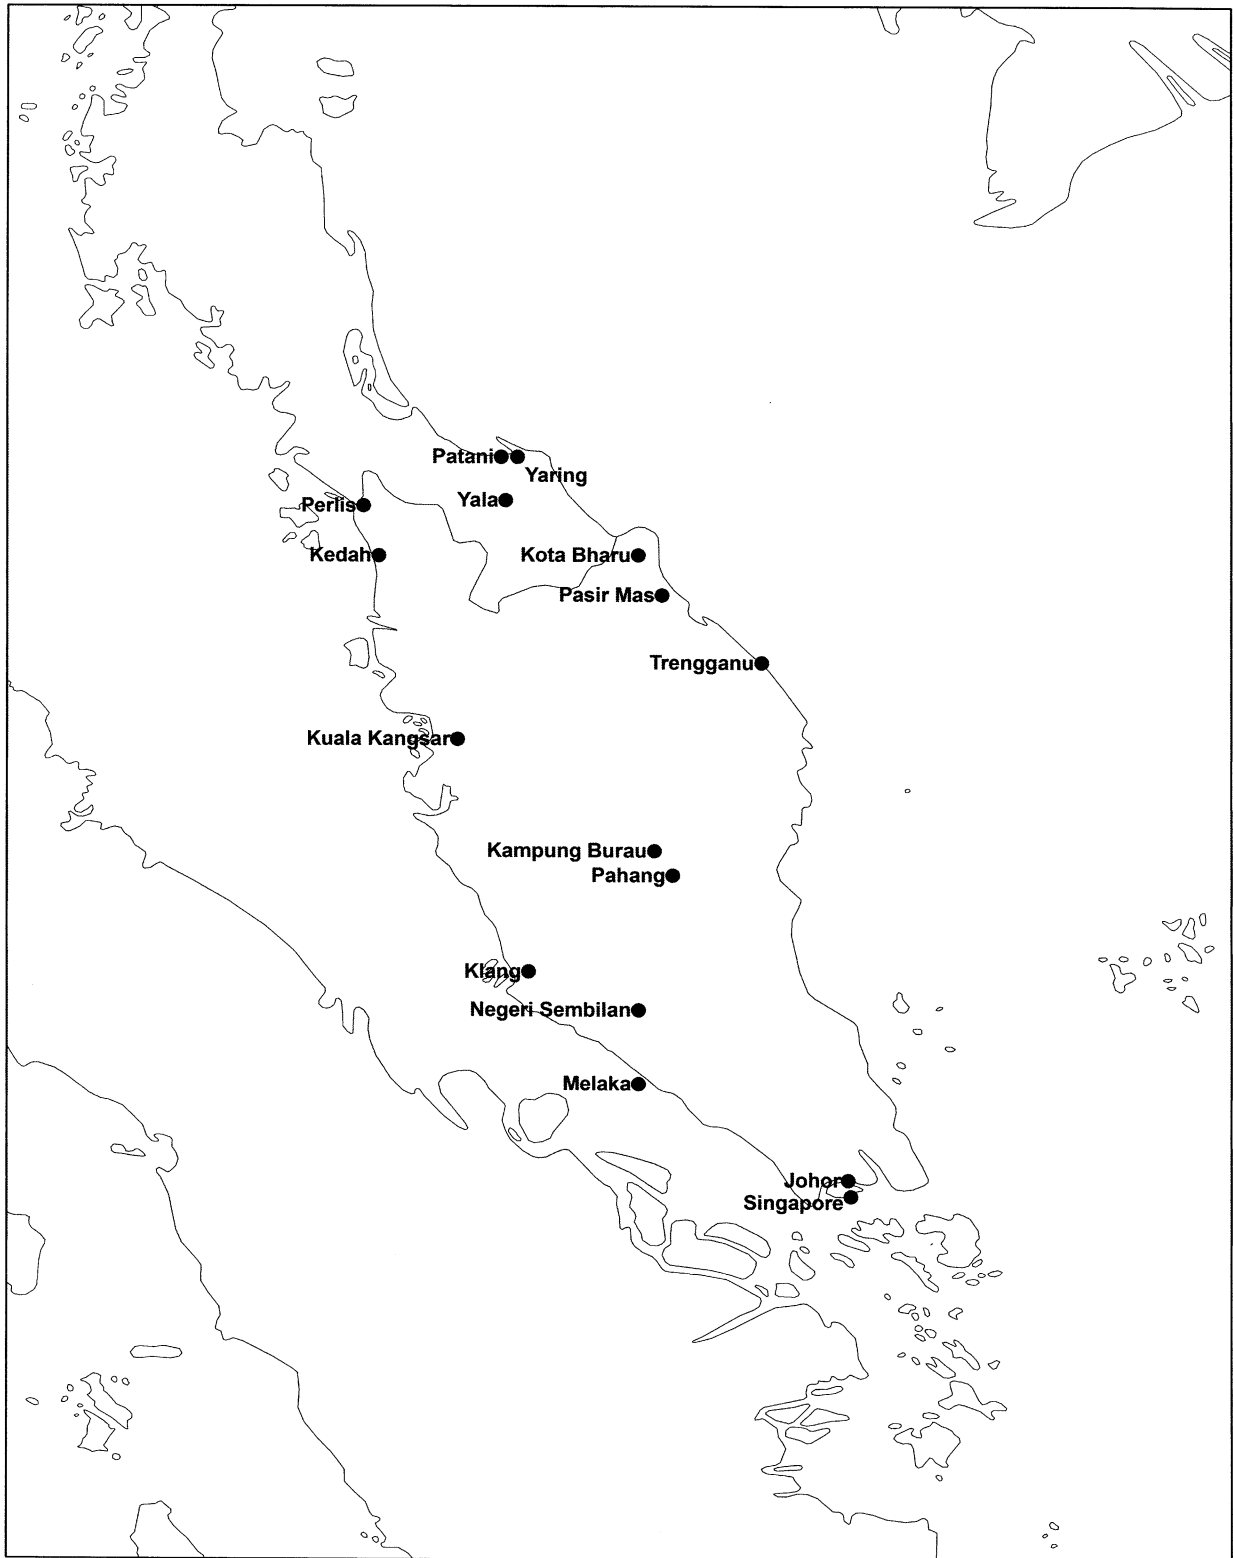 Patani
Yaring
Yala
Perlis
Kedah
Kota Bharu
Pasir Mas
Trengganu
Kuala Kangsar
Kampung Burau
Pahang
Klang
Negeri Sembilan
Melaka
Johor
Singapore